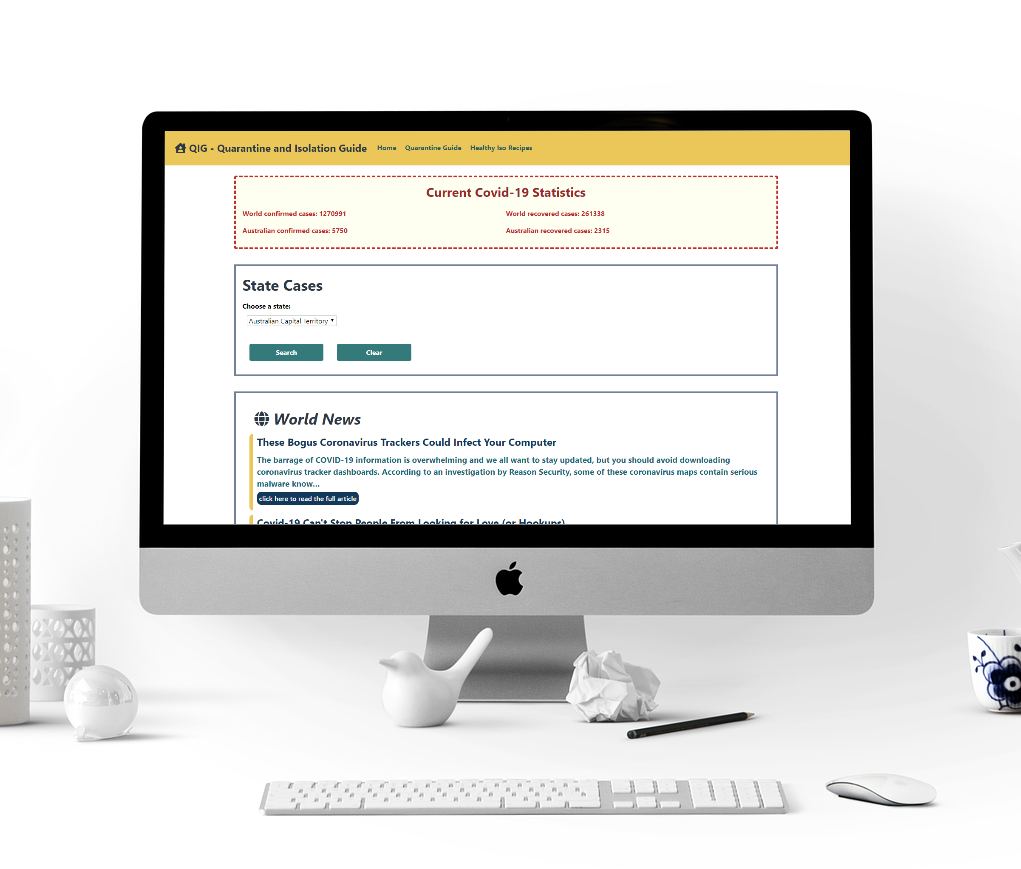 QIG - Quarantine and Isolation Guide Home Quarantine Guide Healthy Iso Recipes
Current Covid-19 Statistics
World confirmed cases: 1270991 World recovered cases: 261338
Australian confirmed cases: 5750 Australian recovered cases: 2315
State Cases
Choose a state:
Australian Capital Territory
Search Clear
World News
These Bogus Coronavirus Trackers Could Infect Your Computer
The barrage of COVID-19 information is overwhelming and we all want to stay updated, but you should avoid downloading
coronavirus tracker dashboards. According to an investigation by Reason Security, some of these coronavirus maps contain serious
malware know...
click here to read the full article
Covid-19 Can't Stop People From Looking for Love (or Hookups)